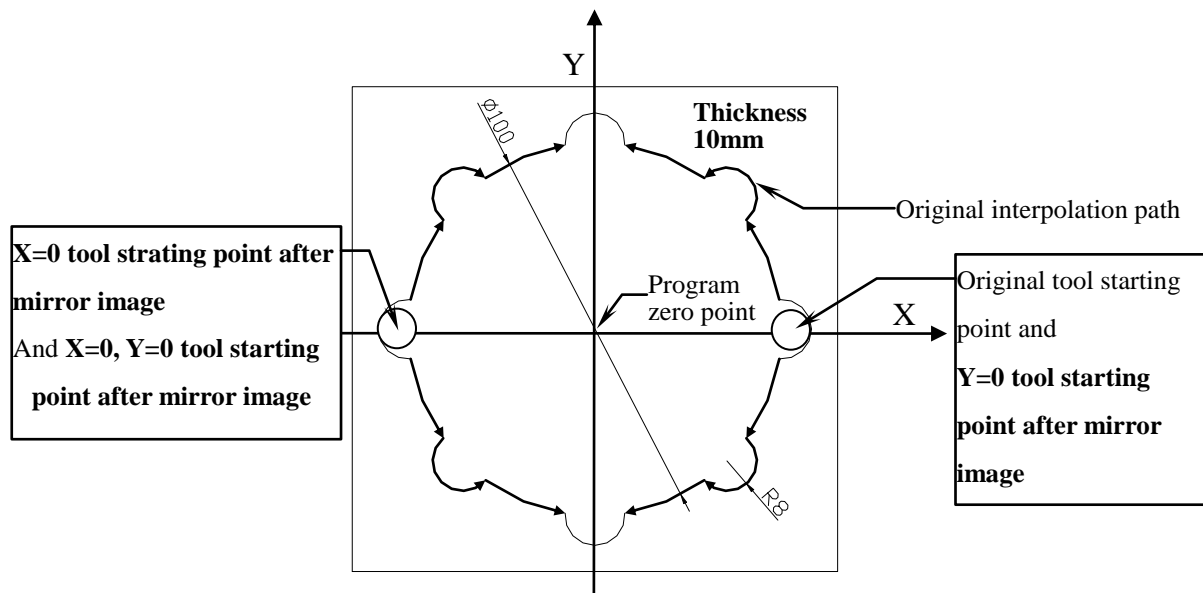 Y
Ø100
Thickness
10mm
Original interpolation path
X=0 tool strating point after
mirror image
And X=0, Y=0 tool starting
point after mirror image
Program
zero point
X
Original tool starting
point and
Y=0 tool starting
point after mirror
image
R8